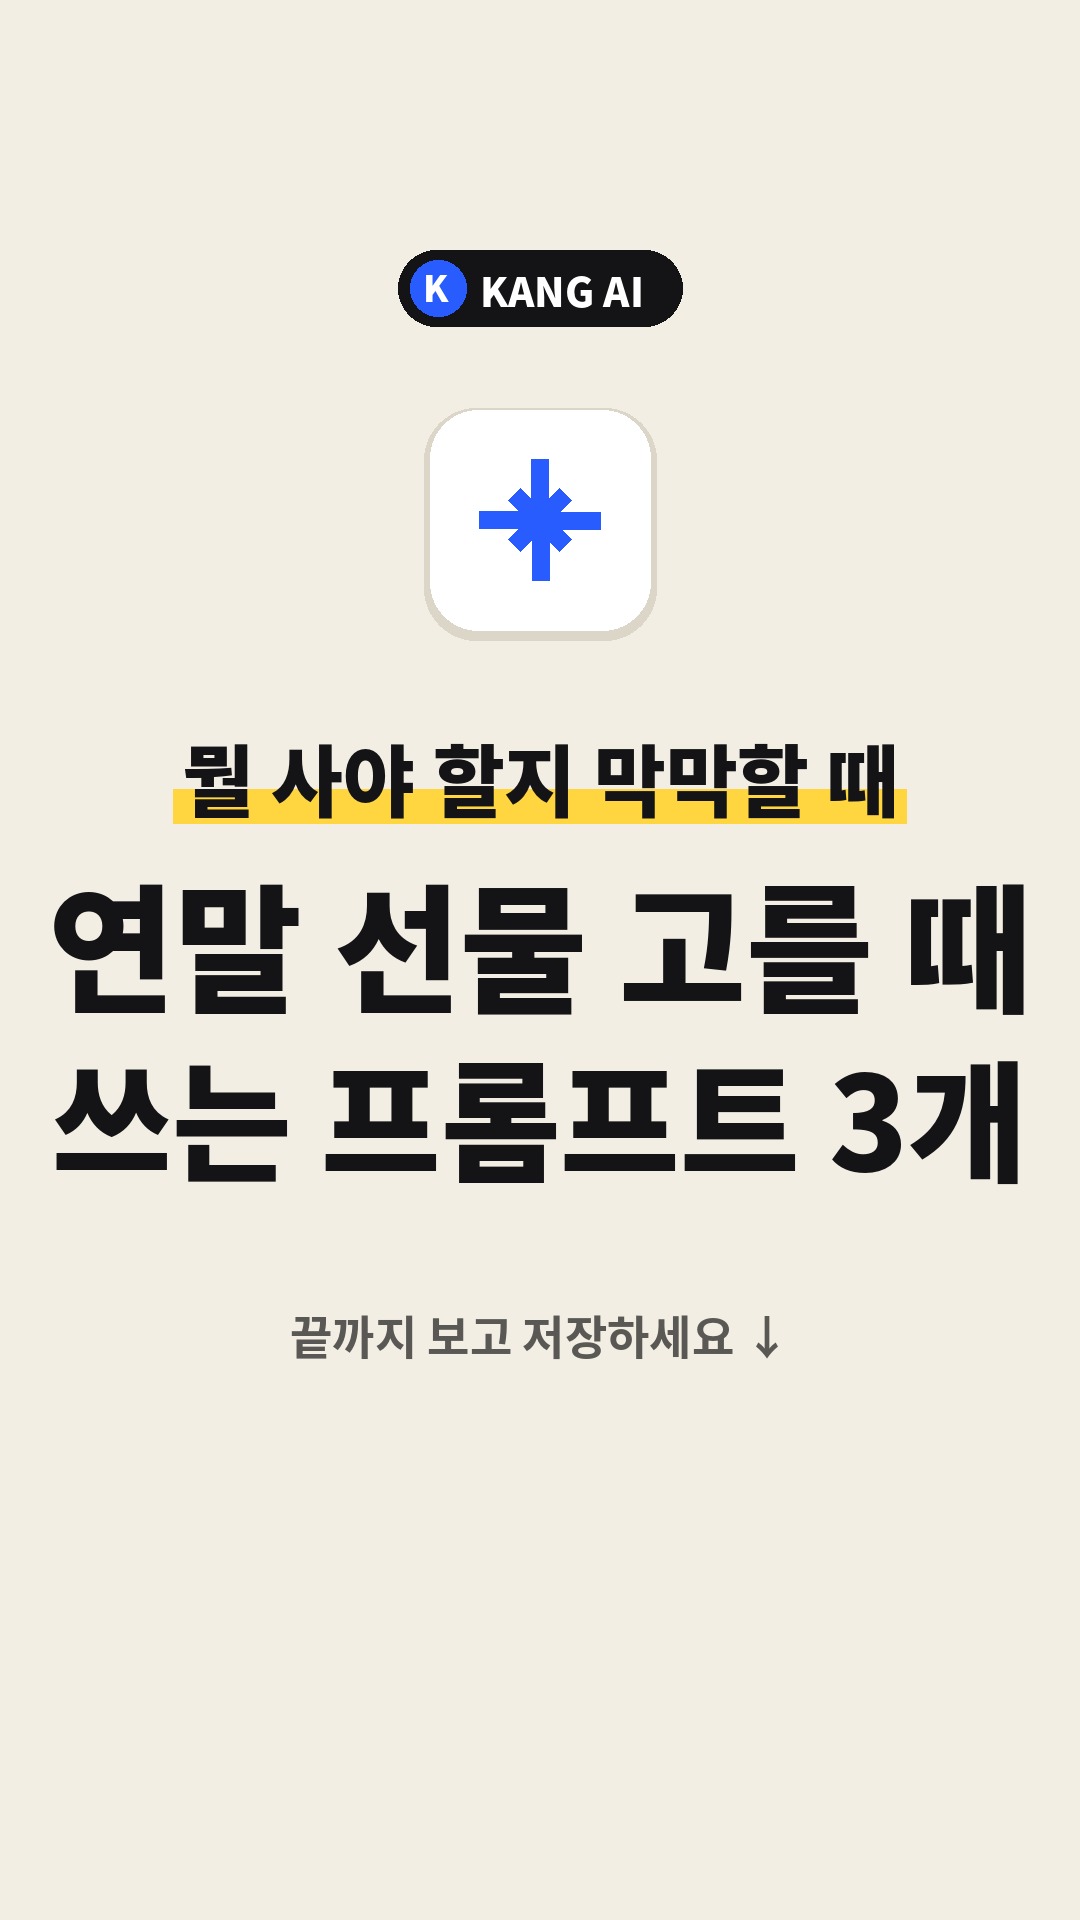 K KANG AI
뭘 사야 할지 막막할 때
연말 선물 고를 때
쓰는 프롬프트 3개
끝까지 보고 저장하세요 ↓